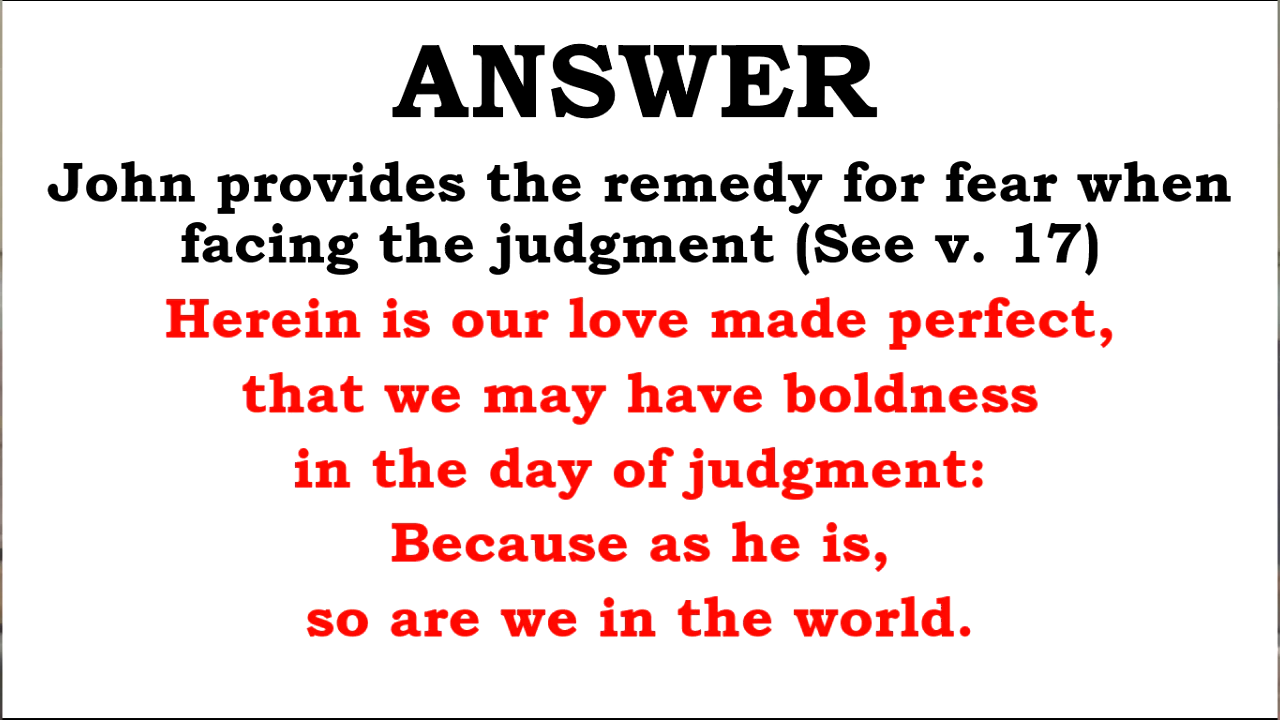 ANSWER
John provides the remedy for fear when
facing the judgment (See v. 17)
Herein is our love made perfect,
that we may have boldness
in the day of judgment:
Because as he is,
so are we in the world.